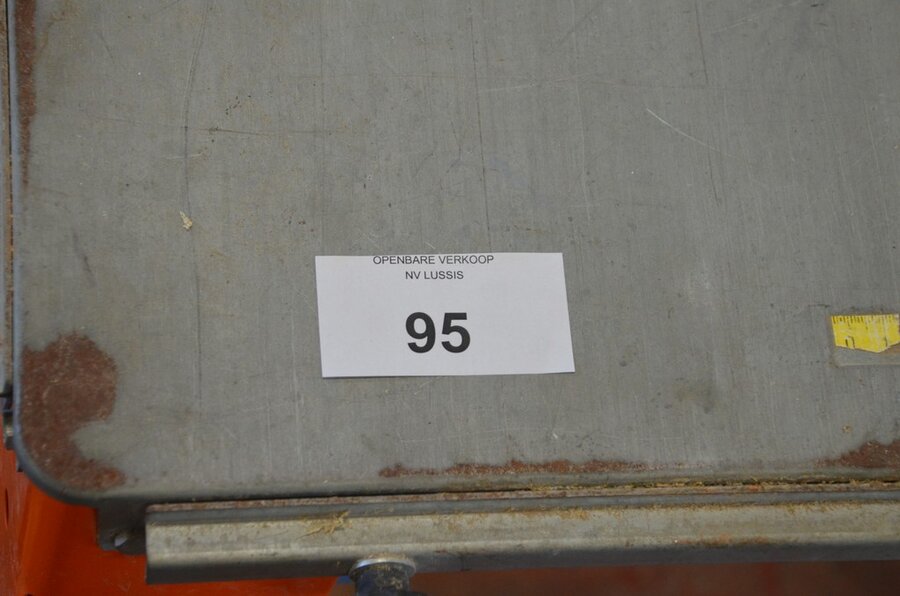 OPENBARE VERKOOP
NV LUSSIS
95